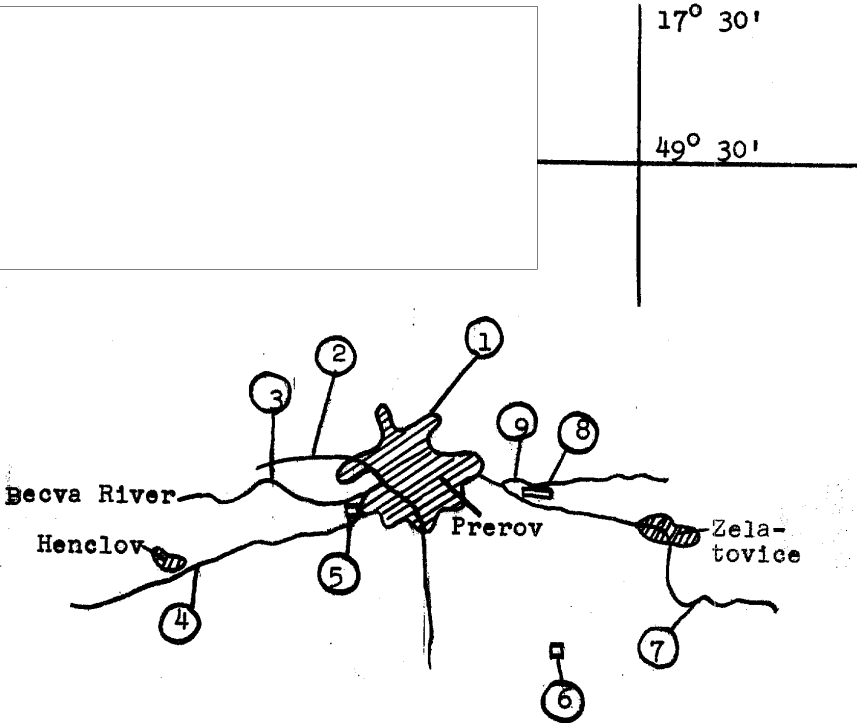 17° 30'
49° 30'
1
2
3
9
8
Becva River
Prerov
Henclov
Zela-
tovice
5
4
7
6